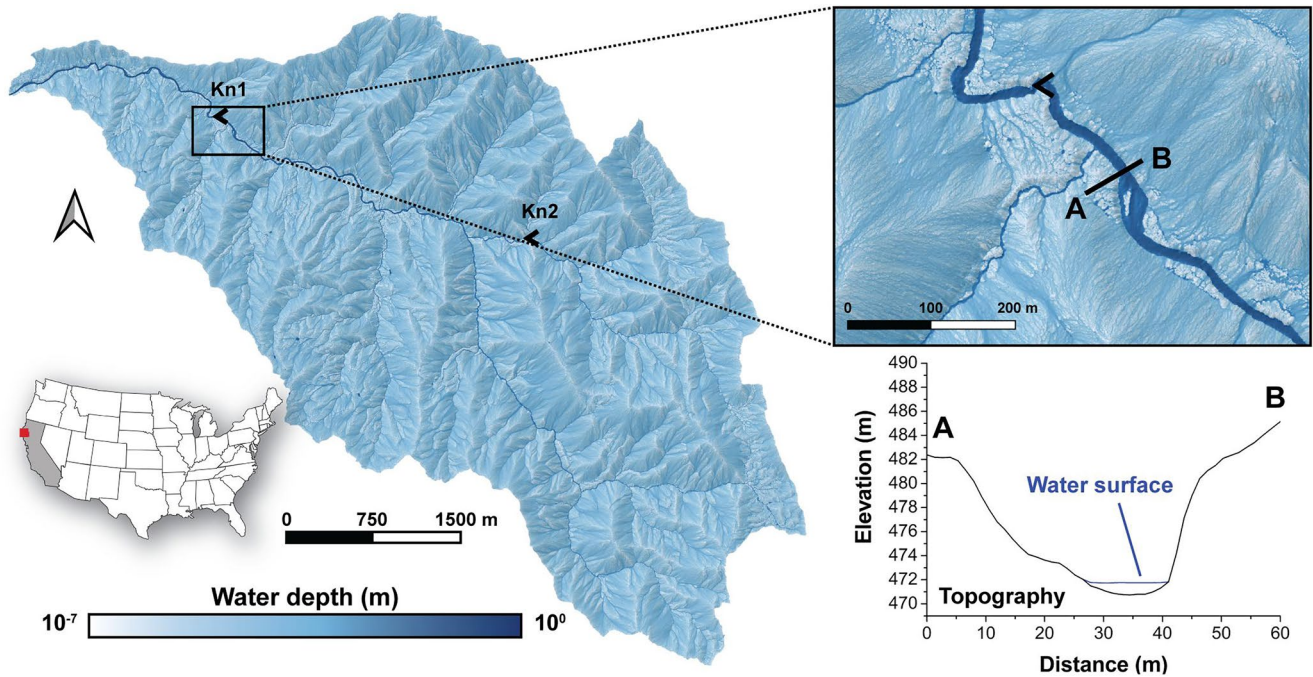 Kn1
Kn2
A
B
0 100 200 m
0 750 1500 m
Water depth (m)
10⁻⁷ 10⁰
490
488
486
484
482
480
478
476
474
472
470
Elevation (m)
A
B
Water surface
Topography
0 10 20 30 40 50 60
Distance (m)